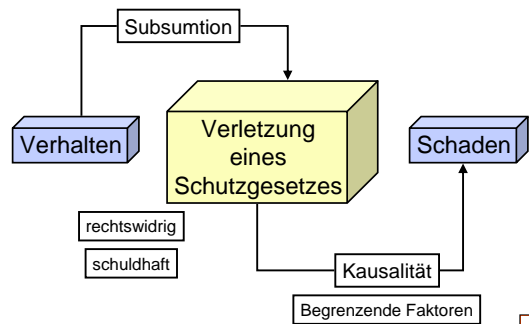 Subsumtion
Verhalten
Verletzung
eines
Schutzgesetzes
Schaden
rechtswidrig
schuldhaft
Kausalität
Begrenzende Faktoren